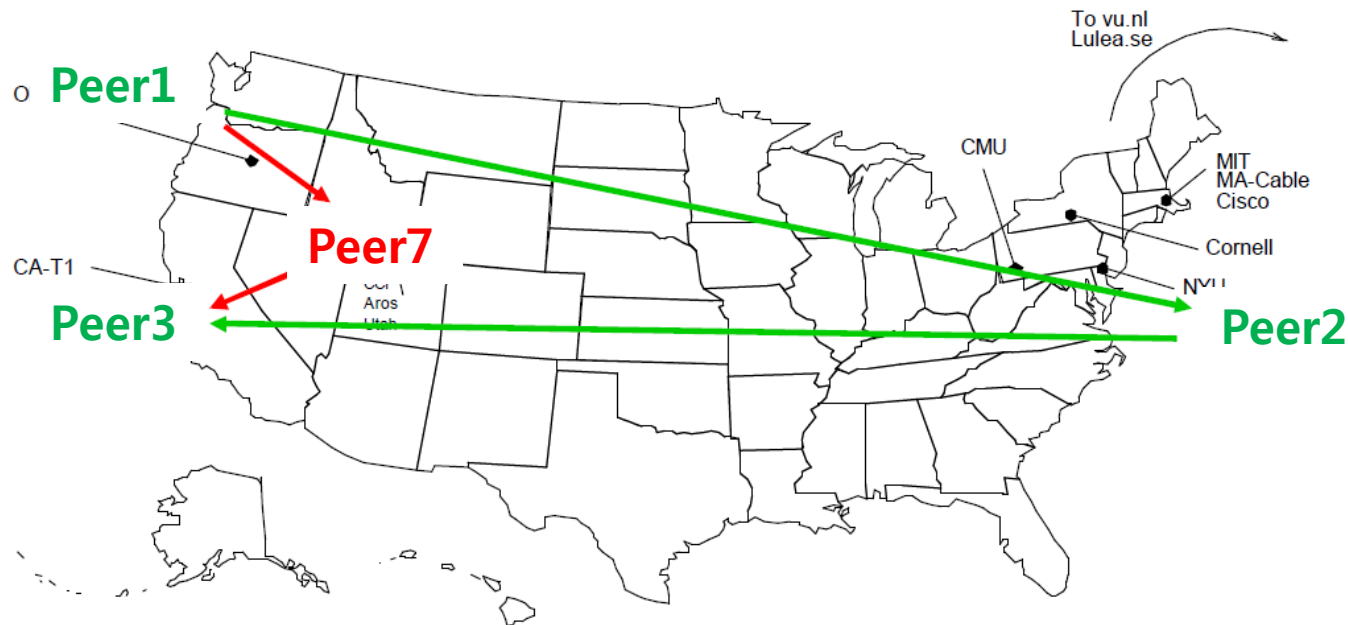 To vu.nl
Lulea.se
O
Peer1
CMU
MIT
MA-Cable
Cisco
Peer7
Cornell
CA-T1
Aros
Utah
Peer3
Peer2